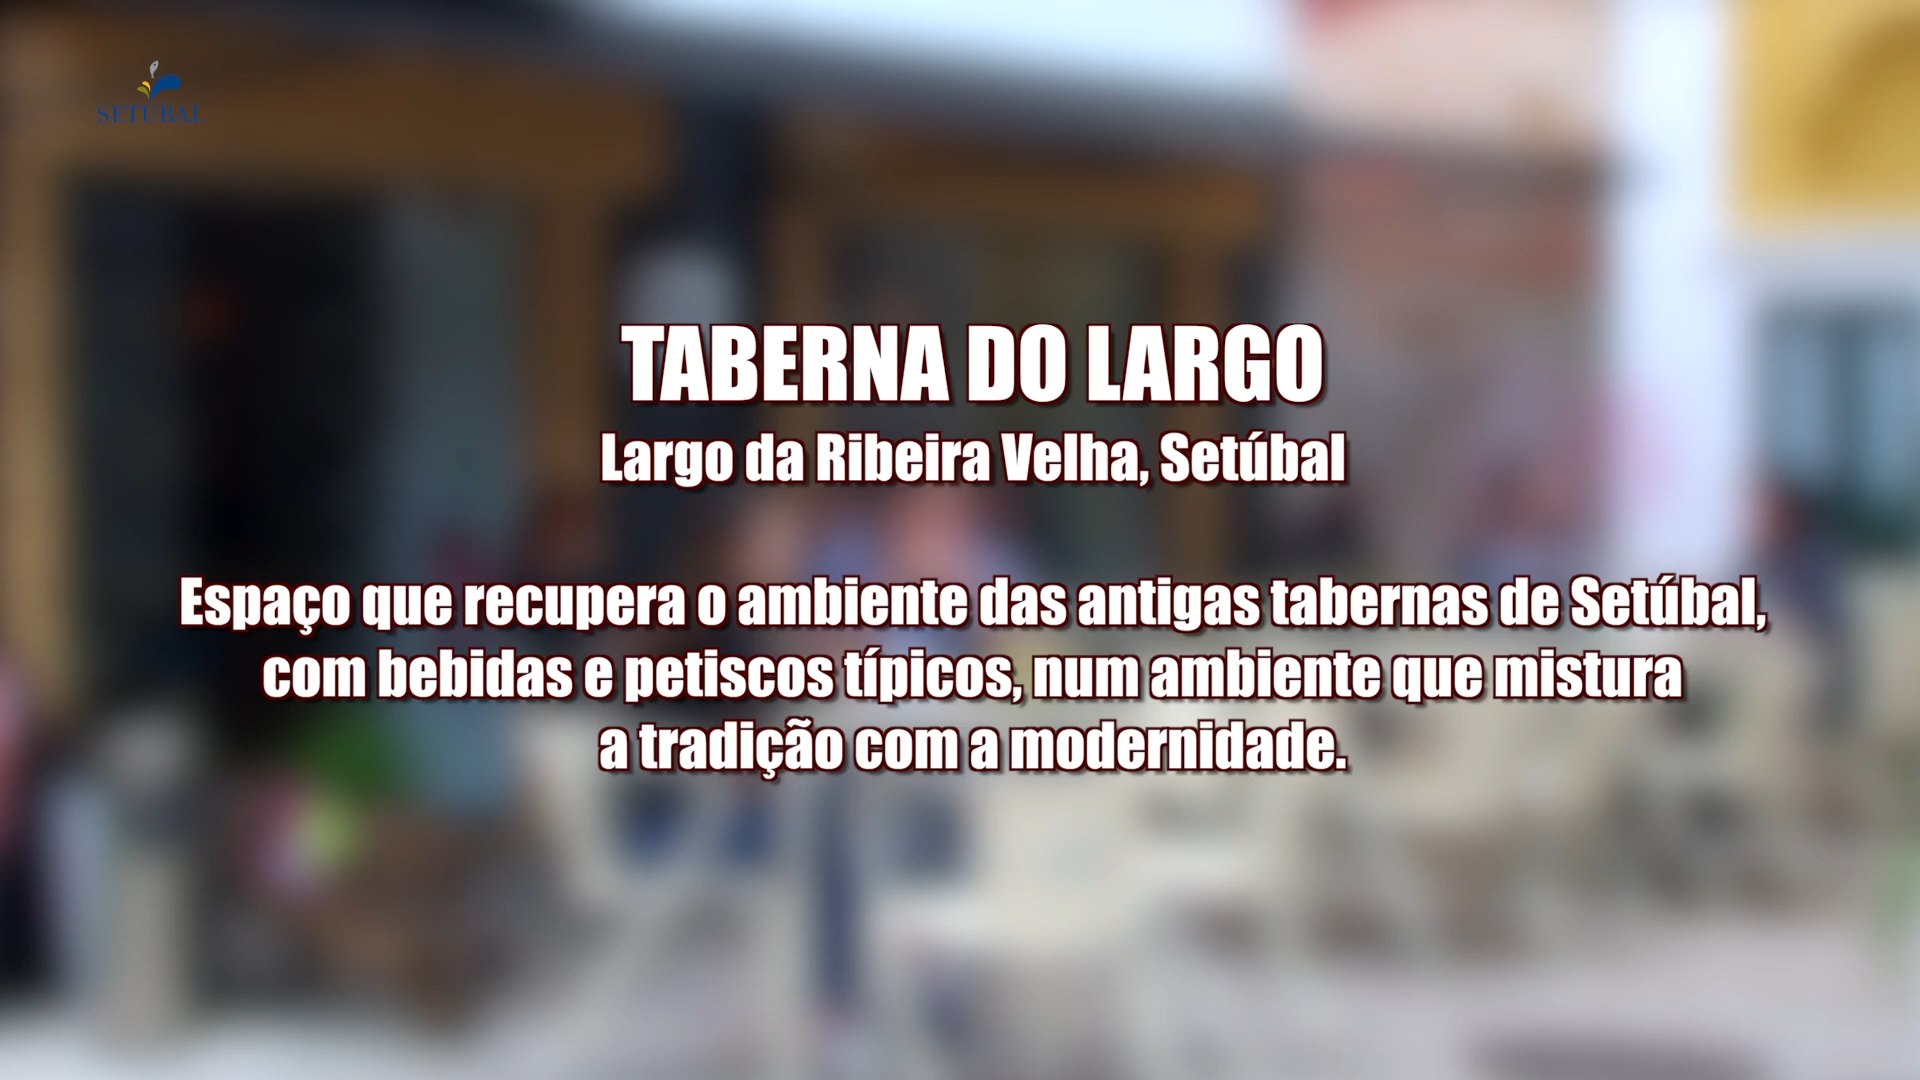 SETÚBAL
TABERNA DO LARGO
Largo da Ribeira Velha, Setúbal
Espaço que recupera o ambiente das antigas tabernas de Setúbal,
com bebidas e petiscos típicos, num ambiente que mistura
a tradição com a modernidade.